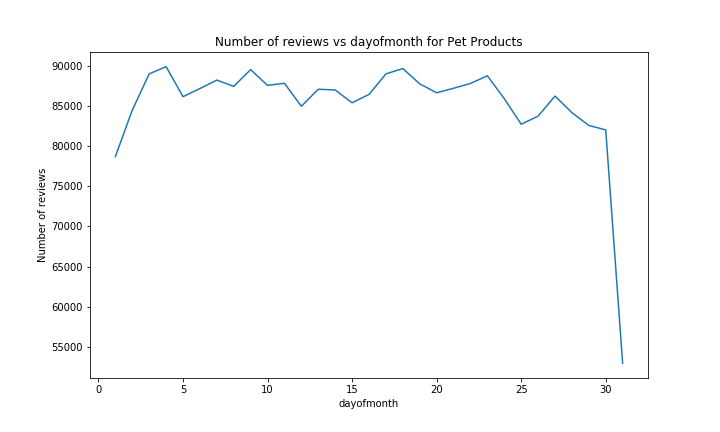 Number of reviews vs dayofmonth for Pet Products
Number of reviews
90000
85000
80000
75000
70000
65000
60000
55000
0 5 10 15 20 25 30
dayofmonth